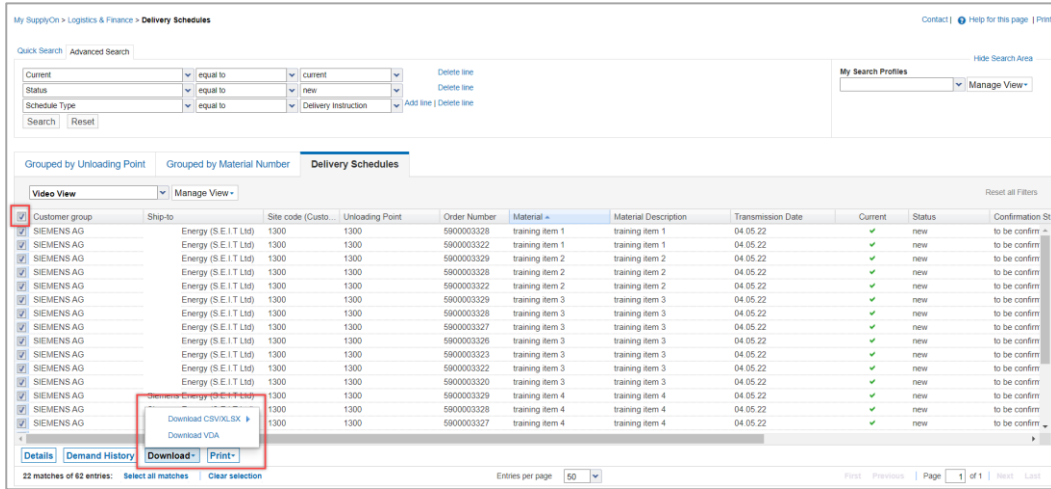 My SupplyOn > Logistics & Finance > Delivery Schedules Contact | Help for this page | Print
Quick Search Advanced Search
Hide Search Area
Current equal to current Delete line My Search Profiles
Status equal to new Delete line Manage View
Schedule Type equal to Delivery Instruction Add line | Delete line
Search Reset
Grouped by Unloading Point Grouped by Material Number Delivery Schedules
Video View Manage View Reset all Filters
Customer group Ship-to Site code (Custo... Unloading Point Order Number Material Material Description Transmission Date Current Status Confirmation St
SIEMENS AG Energy (S.E.I.T Ltd) 1300 1300 5900003328 training item 1 training item 1 04.05.22 new to be confirm
SIEMENS AG Energy (S.E.I.T Ltd) 1300 1300 5900003322 training item 1 training item 1 04.05.22 new to be confirm
SIEMENS AG Energy (S.E.I.T Ltd) 1300 1300 5900003329 training item 2 training item 2 04.05.22 new to be confirm
SIEMENS AG Energy (S.E.I.T Ltd) 1300 1300 5900003328 training item 2 training item 2 04.05.22 new to be confirm
SIEMENS AG Energy (S.E.I.T Ltd) 1300 1300 5900003322 training item 2 training item 2 04.05.22 new to be confirm
SIEMENS AG Energy (S.E.I.T Ltd) 1300 1300 5900003329 training item 3 training item 3 04.05.22 new to be confirm
SIEMENS AG Energy (S.E.I.T Ltd) 1300 1300 5900003328 training item 3 training item 3 04.05.22 new to be confirm
SIEMENS AG Energy (S.E.I.T Ltd) 1300 1300 5900003327 training item 3 training item 3 04.05.22 new to be confirm
SIEMENS AG Energy (S.E.I.T Ltd) 1300 1300 5900003326 training item 3 training item 3 04.05.22 new to be confirm
SIEMENS AG Energy (S.E.I.T Ltd) 1300 1300 5900003323 training item 3 training item 3 04.05.22 new to be confirm
SIEMENS AG Energy (S.E.I.T Ltd) 1300 1300 5900003322 training item 3 training item 3 04.05.22 new to be confirm
SIEMENS AG Energy (S.E.I.T Ltd) 1300 1300 5900003320 training item 3 training item 3 04.05.22 new to be confirm
SIEMENS AG Siemens Energy (S.E.I.T Ltd) 1300 1300 5900003329 training item 4 training item 4 04.05.22 new to be confirm
SIEMENS AG 1300 1300 5900003328 training item 4 training item 4 04.05.22 new to be confirm
SIEMENS AG 1300 1300 5900003327 training item 4 training item 4 04.05.22 new to be confirm
Download CSV/XLSX
Download VDA
Details Demand History Download Print
22 matches of 62 entries: Select all matches | Clear selection Entries per page 50 First Previous | Page 1 of 1 | Next Last